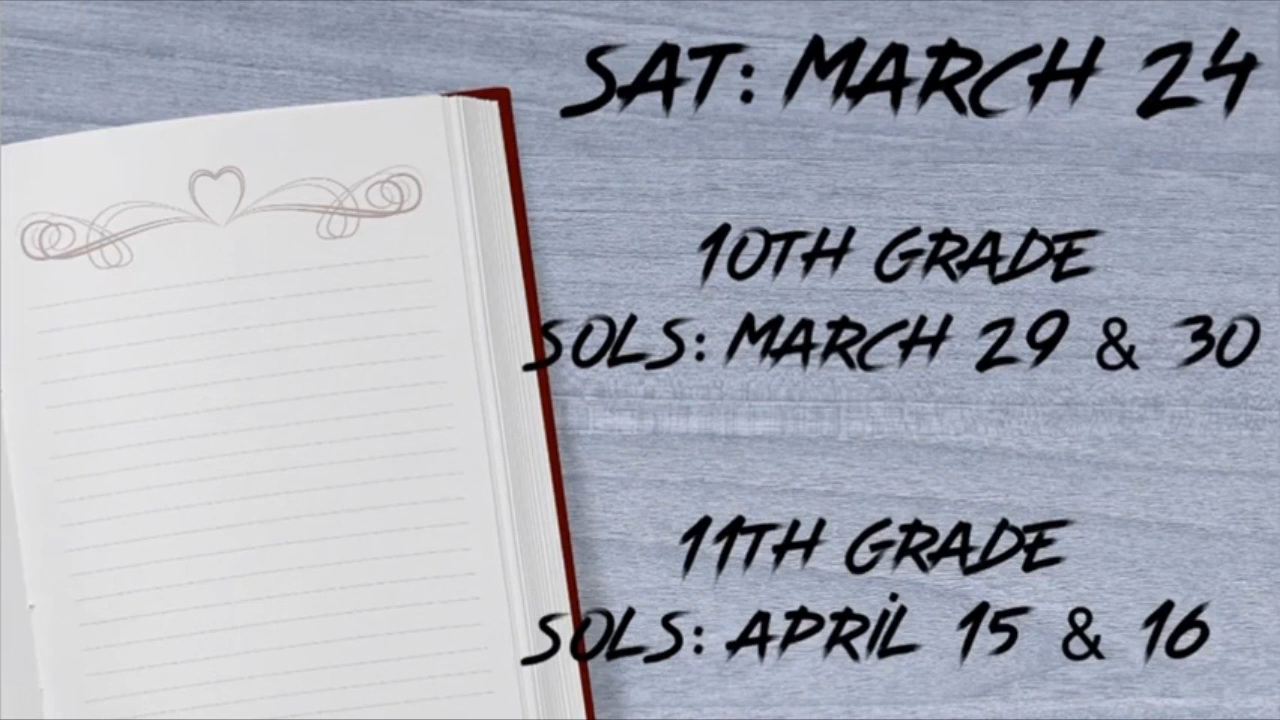 SAT: MARCH 24
10TH GRADE
SOLS: MARCH 29 & 30
11TH GRADE
SOLS: APRIL 15 & 16